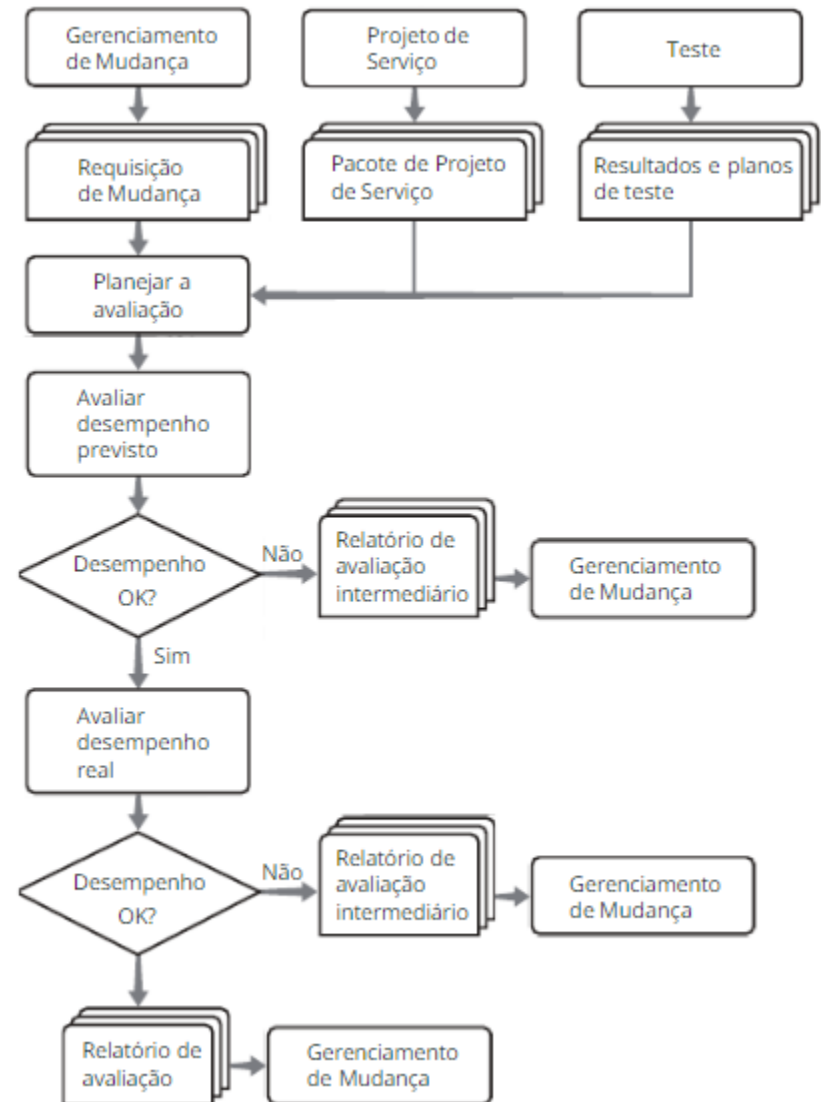 Gerenciamento
de Mudança
Projeto de
Serviço
Teste
Requisição
de Mudança
Pacote de Projeto
de Serviço
Resultados e planos
de teste
Planejar a
avaliação
Avaliar
desempenho
previsto
Desempenho
OK?
Não
Relatório de
avaliação
intermediário
Gerenciamento
de Mudança
Sim
Avaliar
desempenho
real
Desempenho
OK?
Não
Relatório de
avaliação
intermediário
Gerenciamento
de Mudança
Relatório de
avaliação
Gerenciamento
de Mudança